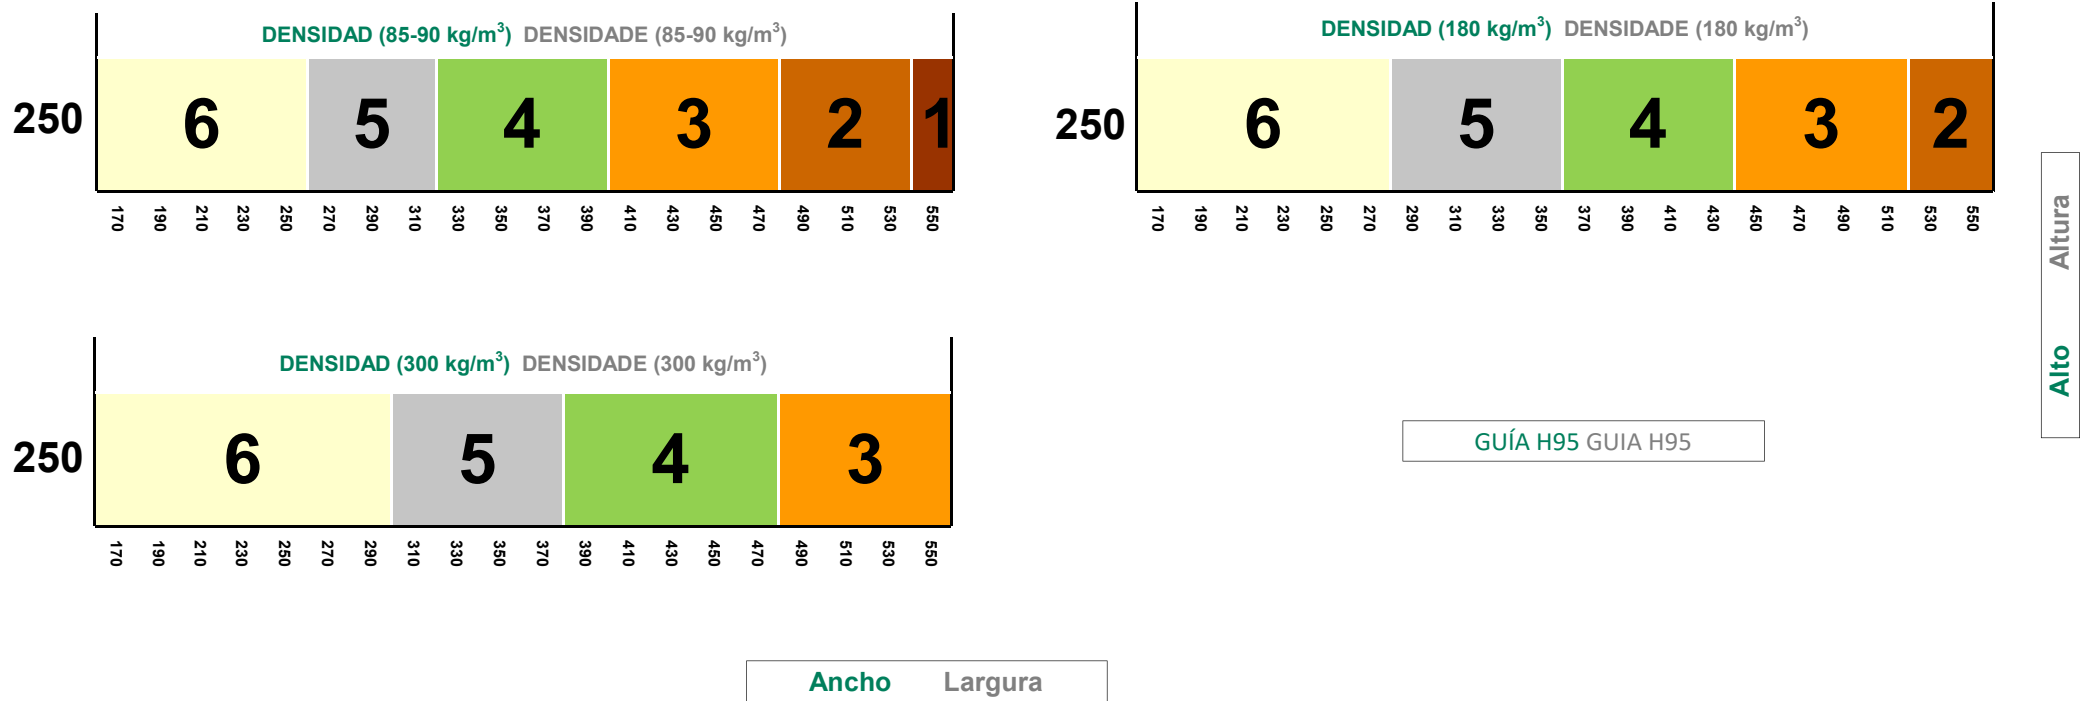 DENSIDAD (85-90 kg/m³) DENSIDADE (85-90 kg/m³)
250
6 5 4 3 2 1
170 190 210 230 250 270 290 310 330 350 370 390 410 430 450 470 490 510 530 550
DENSIDAD (180 kg/m³) DENSIDADE (180 kg/m³)
250
6 5 4 3 2
170 190 210 230 250 270 290 310 330 350 370 390 410 430 450 470 490 510 530 550
Alto Altura
DENSIDAD (300 kg/m³) DENSIDADE (300 kg/m³)
250
6 5 4 3
170 190 210 230 250 270 290 310 330 350 370 390 410 430 450 470 490 510 530 550
GUÍA H95 GUIA H95
Ancho Largura